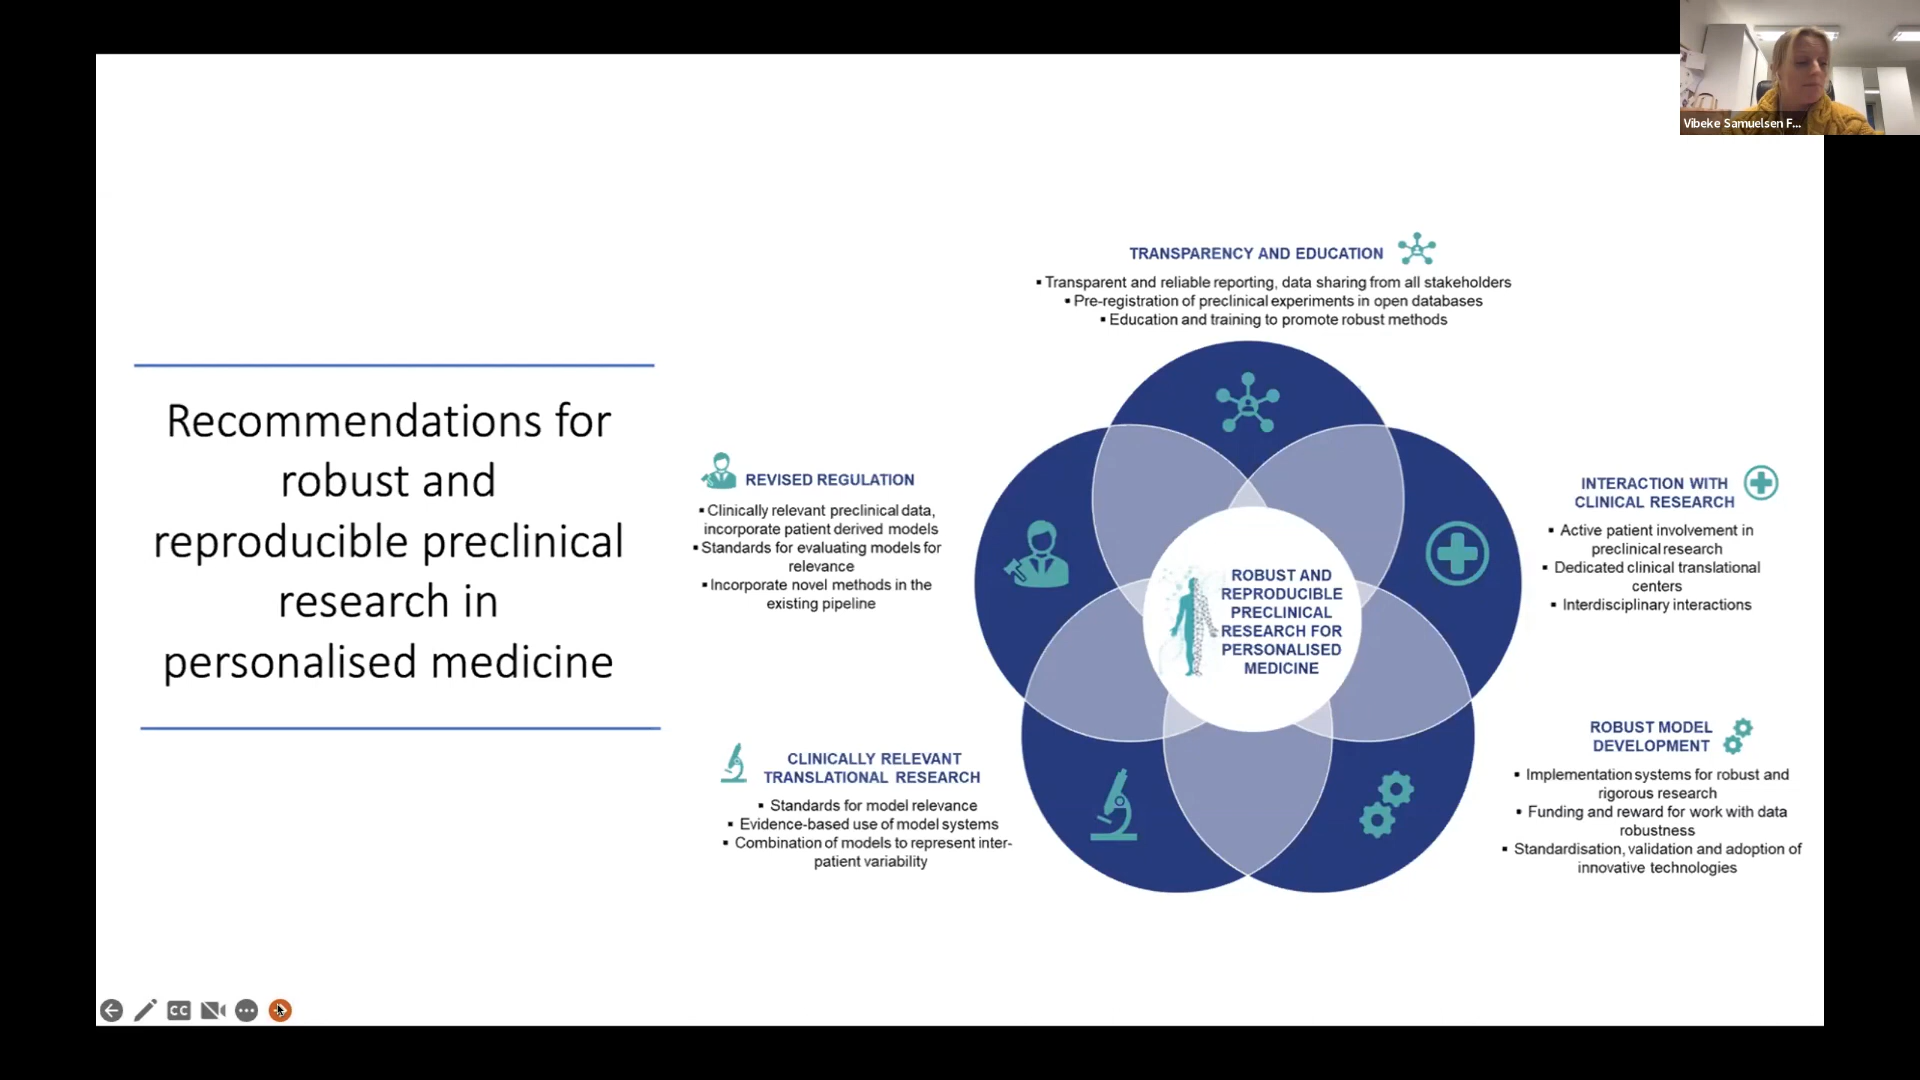 Vibeke Samuelsen F...
Recommendations for
robust and
reproducible preclinical
research in
personalised medicine
TRANSPARENCY AND EDUCATION
▪ Transparent and reliable reporting, data sharing from all stakeholders
▪ Pre-registration of preclinical experiments in open databases
▪ Education and training to promote robust methods
REVISED REGULATION
▪ Clinically relevant preclinical data,
incorporate patient derived models
▪ Standards for evaluating models for
relevance
▪ Incorporate novel methods in the
existing pipeline
INTERACTION WITH
CLINICAL RESEARCH
▪ Active patient involvement in
preclinical research
▪ Dedicated clinical translational
centers
▪ Interdisciplinary interactions
ROBUST AND
REPRODUCIBLE
PRECLINICAL
RESEARCH FOR
PERSONALISED
MEDICINE
CLINICALLY RELEVANT
TRANSLATIONAL RESEARCH
▪ Standards for model relevance
▪ Evidence-based use of model systems
▪ Combination of models to represent inter-
patient variability
ROBUST MODEL
DEVELOPMENT
▪ Implementation systems for robust and
rigorous research
▪ Funding and reward for work with data
robustness
▪ Standardisation, validation and adoption of
innovative technologies
CC